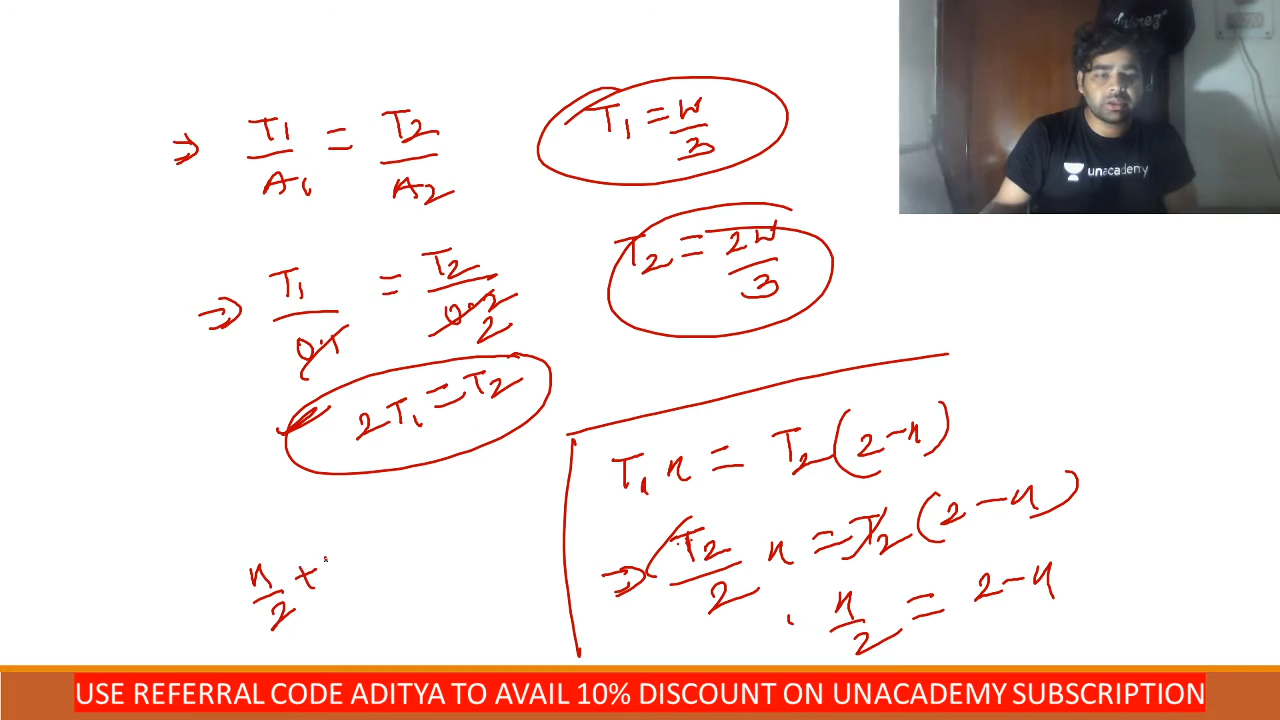 ⇒ T1/A1 = T2/A2
T1 = W/3
T2 = 2W/3
⇒ T1/0.1 = T2/0.2 2
2T1 = T2
T1 x = T2 (2-x)
⇒ T2/2 x = T2 (2-x)
x/2 = 2-x
x/2 +
unacademy
USE REFERRAL CODE ADITYA TO AVAIL 10% DISCOUNT ON UNACADEMY SUBSCRIPTION